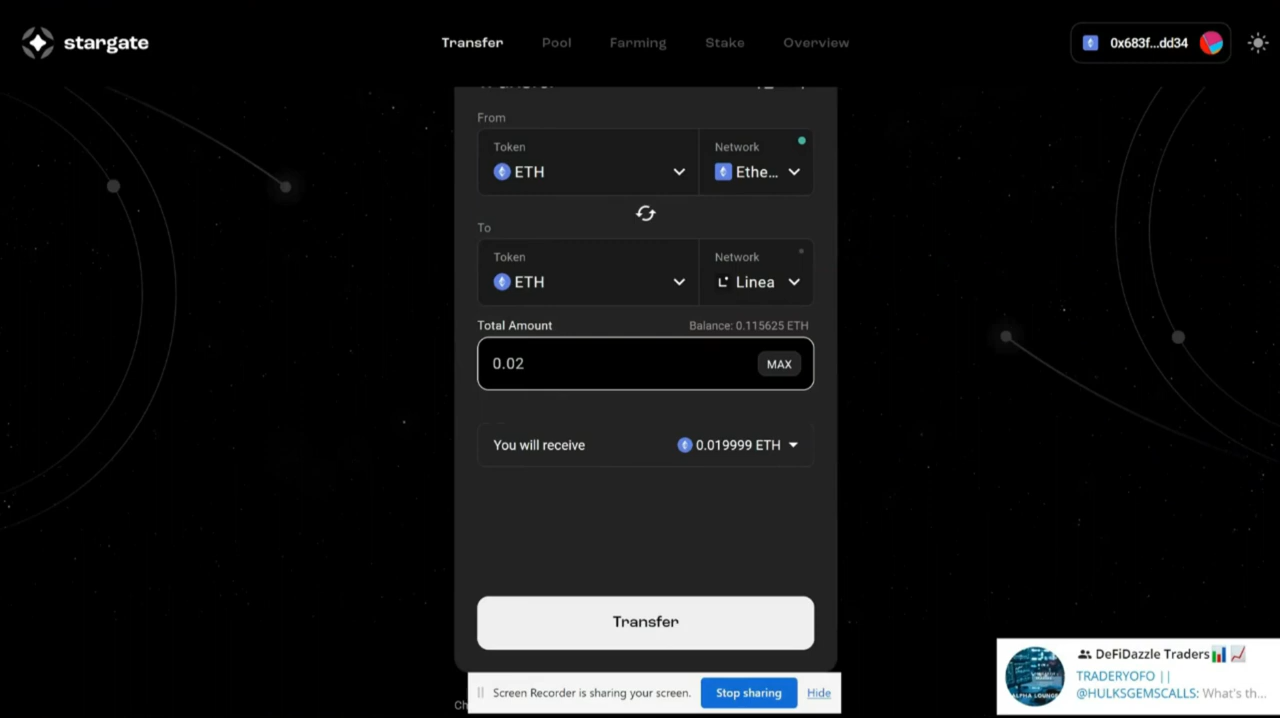 stargate
Transfer
Pool
Farming
Stake
Overview
0x683f...dd34
From
Token
ETH
Network
Ethe...
To
Token
ETH
Network
Linea
Total Amount
Balance: 0.115625 ETH
0.02
MAX
You will receive
0.019999 ETH
Transfer
Screen Recorder is sharing your screen.
Stop sharing
Hide
DeFiDazzle Traders
TRADERYOFO ||
@HULKSGEMSCALLS: What's th...
ALPHA LOUNGE